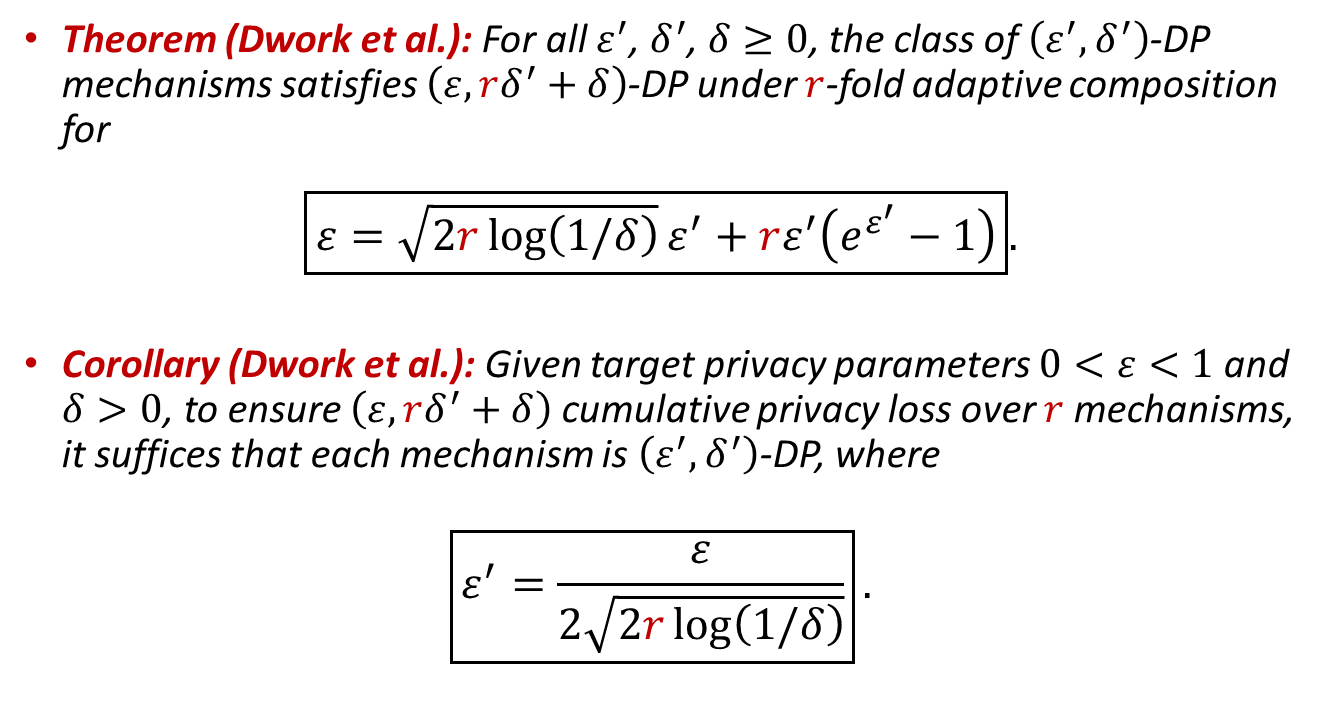 • Theorem (Dwork et al.): For all ε′, δ′, δ ≥ 0, the class of (ε′, δ′)-DP
mechanisms satisfies (ε, rδ′ + δ)-DP under r-fold adaptive composition
for
ε = √(2r log(1/δ)) ε′ + rε′(e^{ε′} − 1).
• Corollary (Dwork et al.): Given target privacy parameters 0 < ε < 1 and
δ > 0, to ensure (ε, rδ′ + δ) cumulative privacy loss over r mechanisms,
it suffices that each mechanism is (ε′, δ′)-DP, where
ε′ = ε / (2√(2r log(1/δ))).